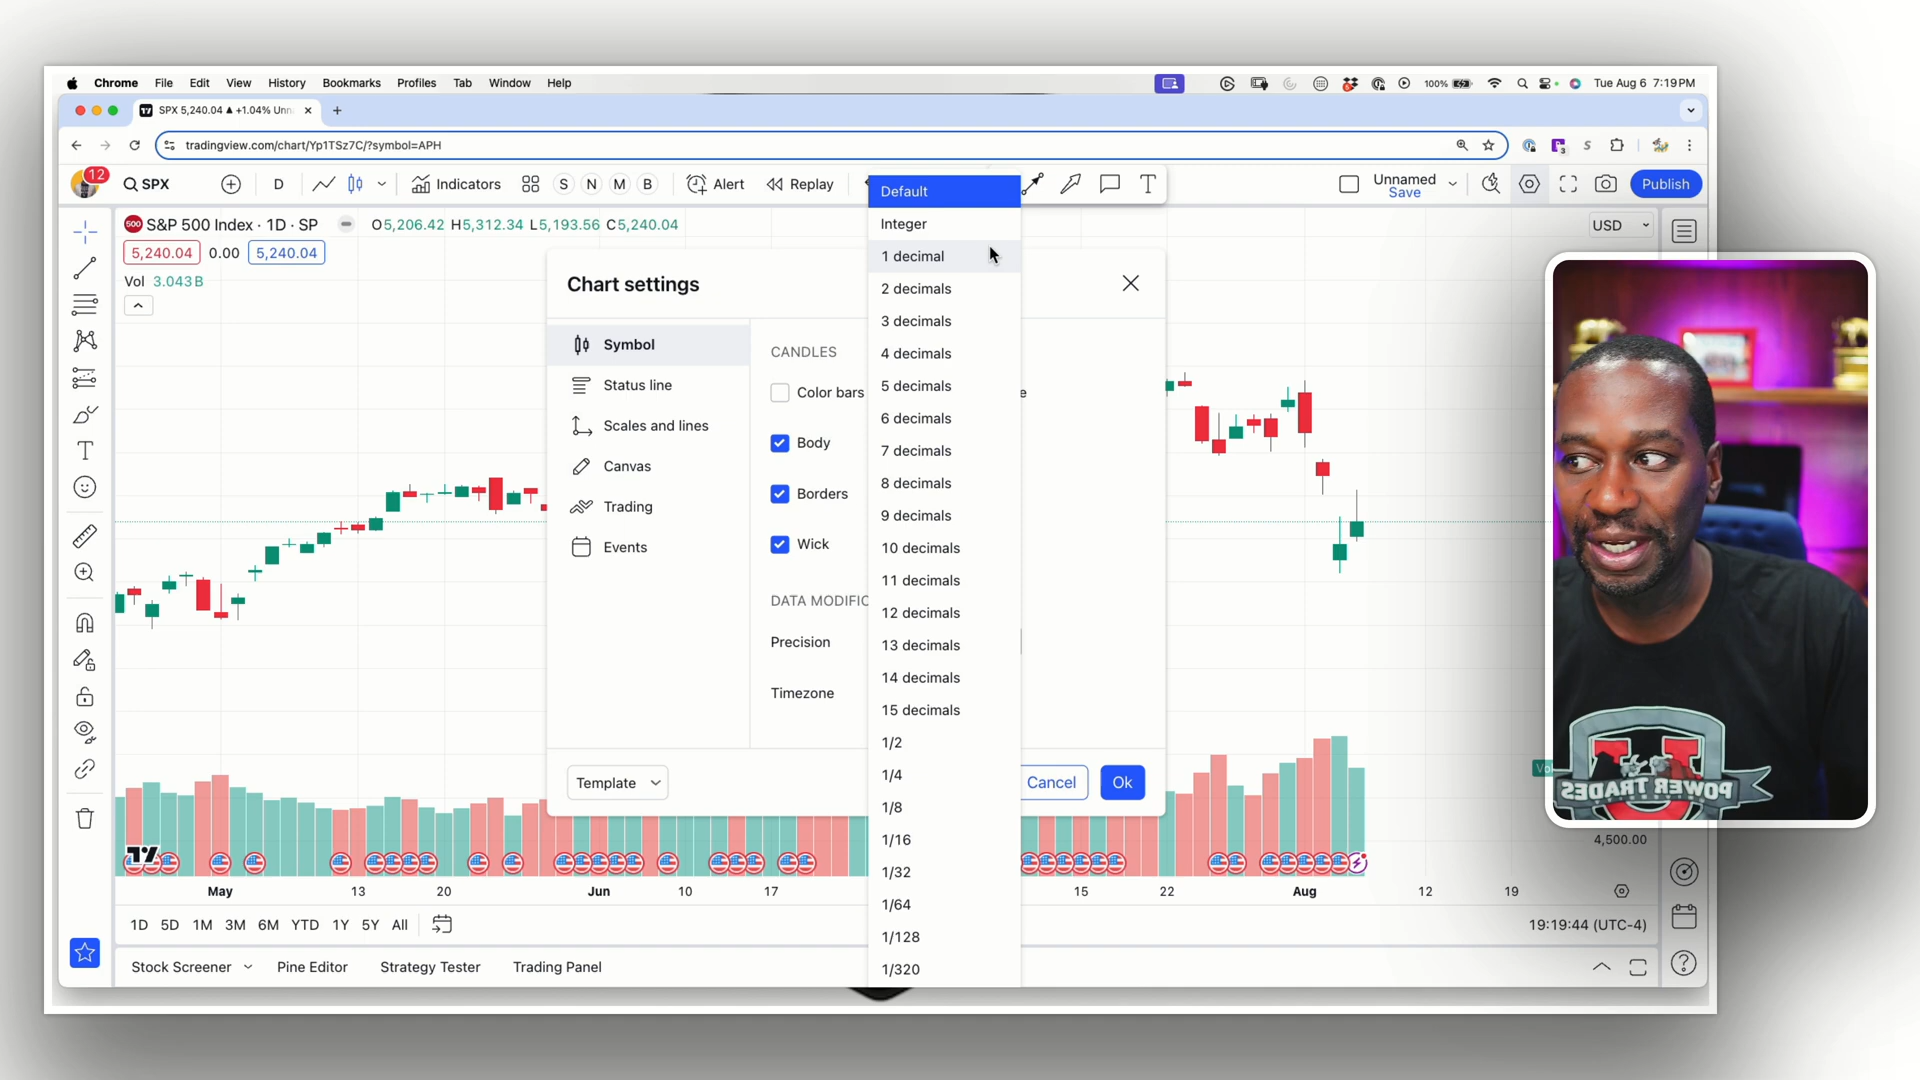 Chrome File Edit View History Bookmarks Profiles Tab Window Help 100% Tue Aug 6 7:19 PM
SPX 5,240.04 ▲ +1.04% Unn
tradingview.com/chart/Yp1TSz7C/?symbol=APH
12
SPX D Indicators S N M B Alert Replay Unnamed Publish
Save
500 S&P 500 Index · 1D · SP O5,206.42 H5,312.34 L5,193.56 C5,240.04 USD
5,240.04 0.00 5,240.04
Vol 3.043B
Default
Integer
1 decimal
2 decimals
3 decimals
4 decimals
5 decimals
6 decimals
7 decimals
8 decimals
9 decimals
10 decimals
11 decimals
12 decimals
13 decimals
14 decimals
15 decimals
1/2
1/4
1/8
1/16
1/32
1/64
1/128
1/320
Chart settings
Symbol
Status line
Scales and lines
Canvas
Trading
Events
CANDLES
Color bars
e
Body
Borders
Wick
DATA MODIFIC
Precision
Timezone
Template Cancel Ok
POWER TRADES
Vo
4,500.00
May 13 20 Jun 10 17 15 22 Aug 12 19
1D 5D 1M 3M 6M YTD 1Y 5Y All 19:19:44 (UTC-4)
Stock Screener Pine Editor Strategy Tester Trading Panel